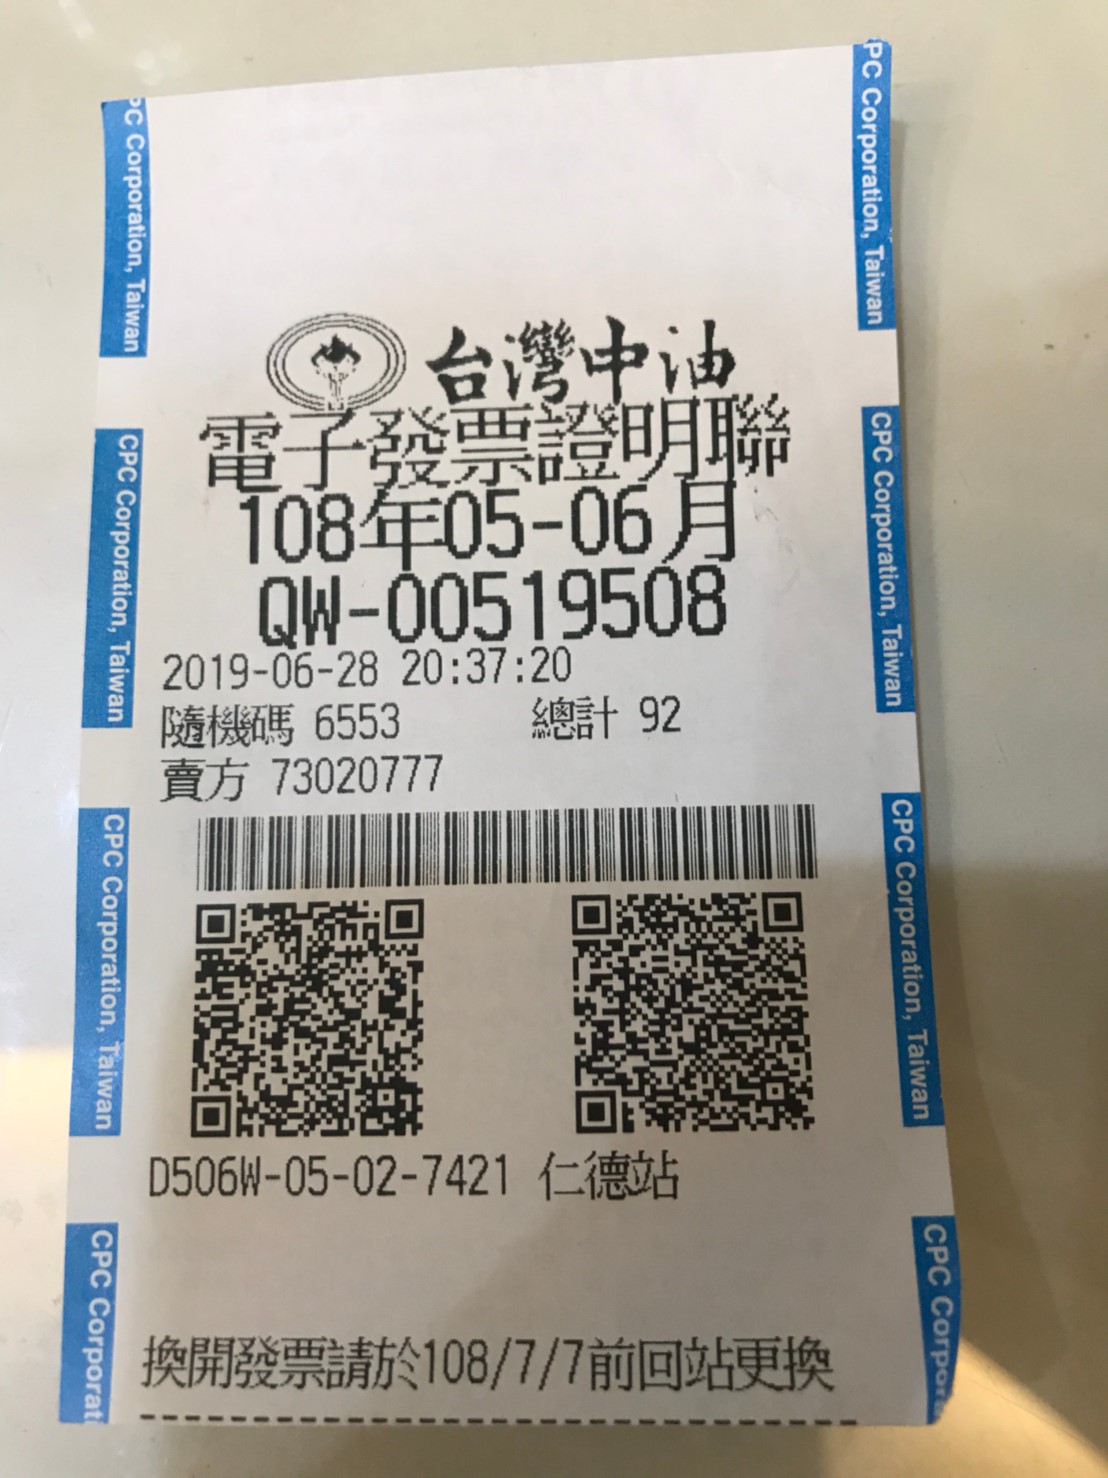 台灣中油
電子發票證明聯
108年05-06月
QW-00519508
2019-06-28 20:37:20
隨機碼 6553 總計 92
賣方 73020777
D506W-05-02-7421 仁德站
換開發票請於108/7/7前回站更換
PC Corporation, Taiwan
CPC Corporation, Taiwan
CPC Corporation, Taiwan
CPC Corporat
PC Corporation, Taiwan
CPC Corporation, Taiwan
CPC Corporation, Taiwan
CPC Corpora